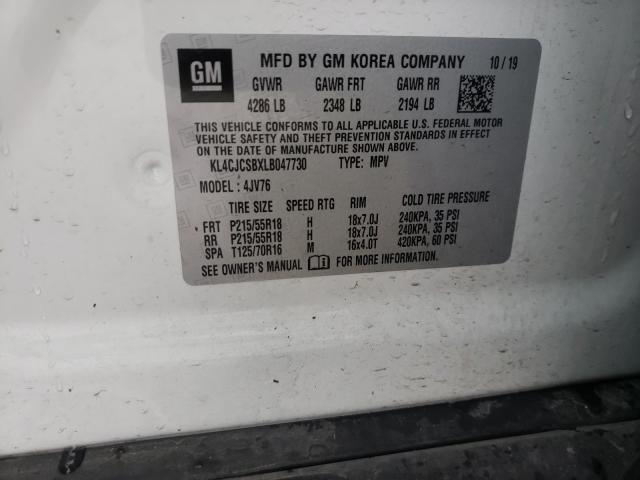 GM
MFD BY GM KOREA COMPANY 10/19
GVWR GAWR FRT GAWR RR
4286 LB 2348 LB 2194 LB
THIS VEHICLE CONFORMS TO ALL APPLICABLE U.S. FEDERAL MOTOR
VEHICLE SAFETY AND THEFT PREVENTION STANDARDS IN EFFECT
ON THE DATE OF MANUFACTURE SHOWN ABOVE.
KL4CJCSBXLB047730 TYPE: MPV
MODEL: 4JV76
TIRE SIZE SPEED RTG RIM COLD TIRE PRESSURE
FRT P215/55R18 H 18x7.0J 240KPA, 35 PSI
RR P215/55R18 H 18x7.0J 240KPA, 35 PSI
SPA T125/70R16 M 16x4.0T 420KPA, 60 PSI
SEE OWNER'S MANUAL FOR MORE INFORMATION.